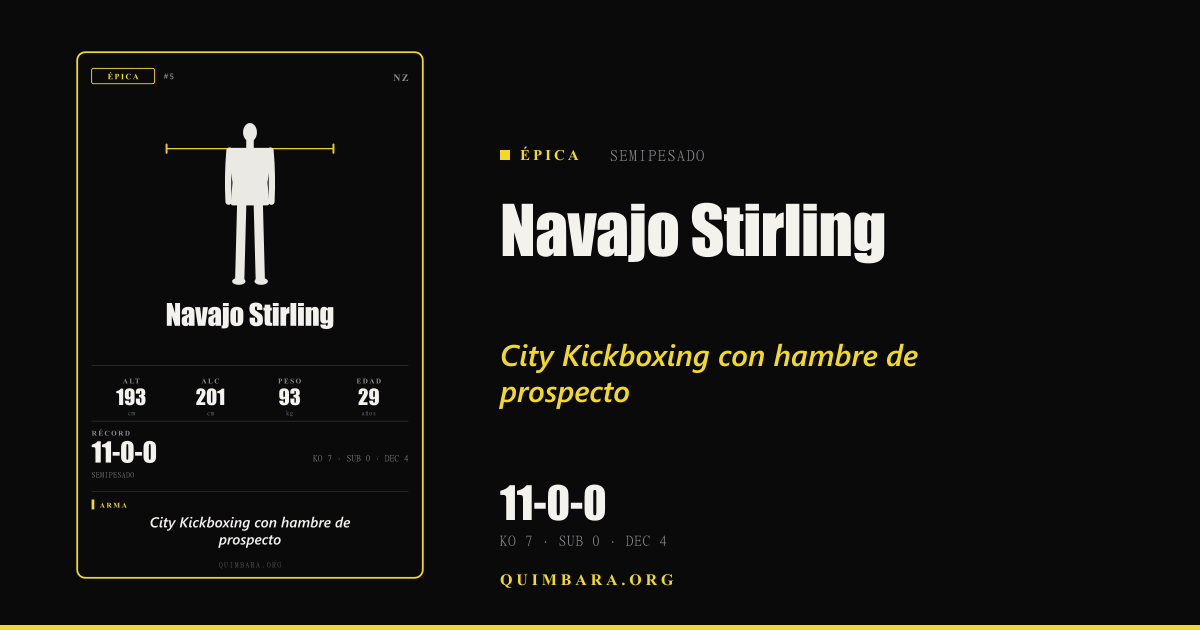 ÉPICA #5 NZ
Navajo Stirling
ALT ALC PESO EDAD
193 201 93 29
cm cm kg años
RÉCORD
11-0-0
KO 7 · SUB 0 · DEC 4
SEMIPESADO
ARMA
City Kickboxing con hambre de
prospecto
QUIMBARA.ORG
ÉPICA SEMIPESADO
Navajo Stirling
City Kickboxing con hambre de
prospecto
11-0-0
KO 7 · SUB 0 · DEC 4
QUIMBARA.ORG